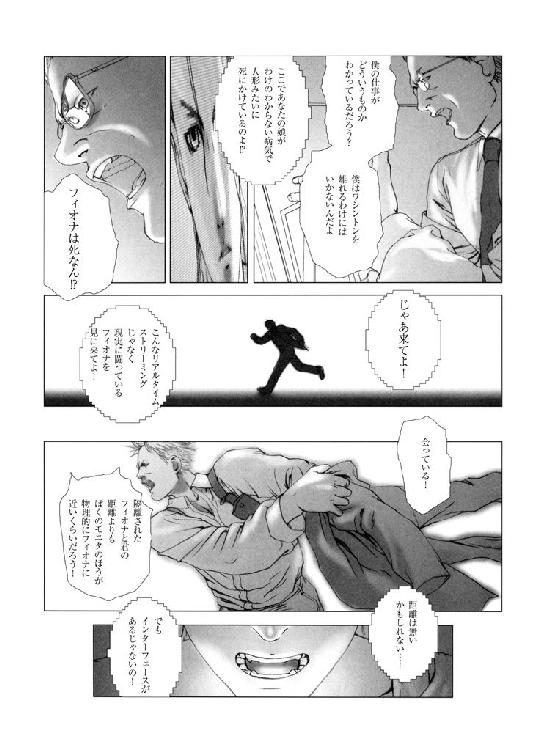 僕の仕事が
どういうものか
わかっているだろう?
僕はワシントンを
離れるわけには
いかないんだよ
ここであなたの娘が
わけのわからない病気で
人形みたいに
死にかけているのよ!?
フィオナは死なん!?
じゃあ来てよ!
こんなリアルタイム
ストリーミング
じゃなく
現実に闘っている
フィオナを
見に来てよ…
会っている!
隔離された
フィオナと君の
距離よりも
ぼくのモニタのほうが
物理的にフィオナに
近いくらいだろう!
距離は無い
かもしれない…
でも
インターフェースが
あるじゃないの!